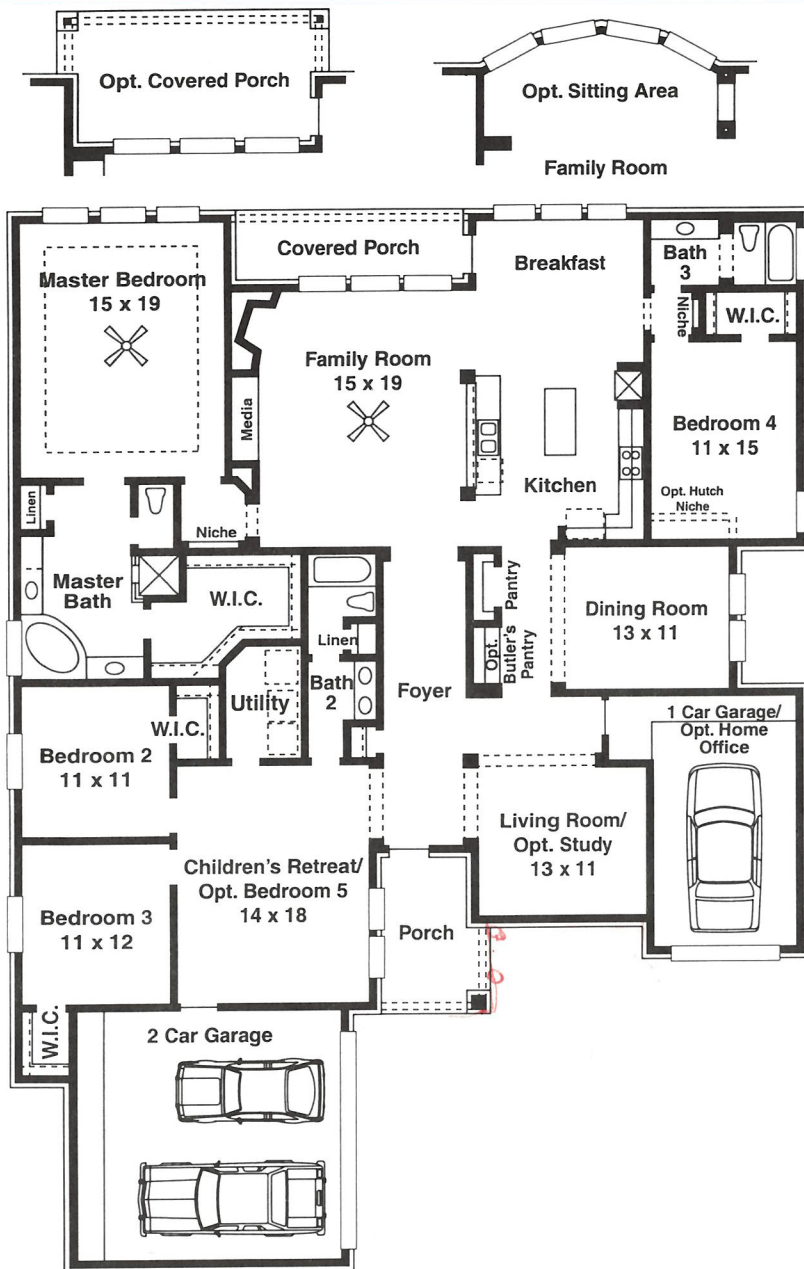 Opt. Covered Porch
Opt. Sitting Area
Family Room
Master Bedroom
15 x 19
Covered Porch
Breakfast
Bath
3
Niche
W.I.C.
Family Room
15 x 19
Media
Bedroom 4
11 x 15
Kitchen
Opt. Hutch
Niche
Linen
Niche
Master
Bath
W.I.C.
Linen
Pantry
Opt.
Butler's
Pantry
Dining Room
13 x 11
Utility
Bath
2
Foyer
W.I.C.
Bedroom 2
11 x 11
1 Car Garage/
Opt. Home
Office
Living Room/
Opt. Study
13 x 11
Children's Retreat/
Opt. Bedroom 5
14 x 18
Bedroom 3
11 x 12
Porch
W.I.C.
2 Car Garage